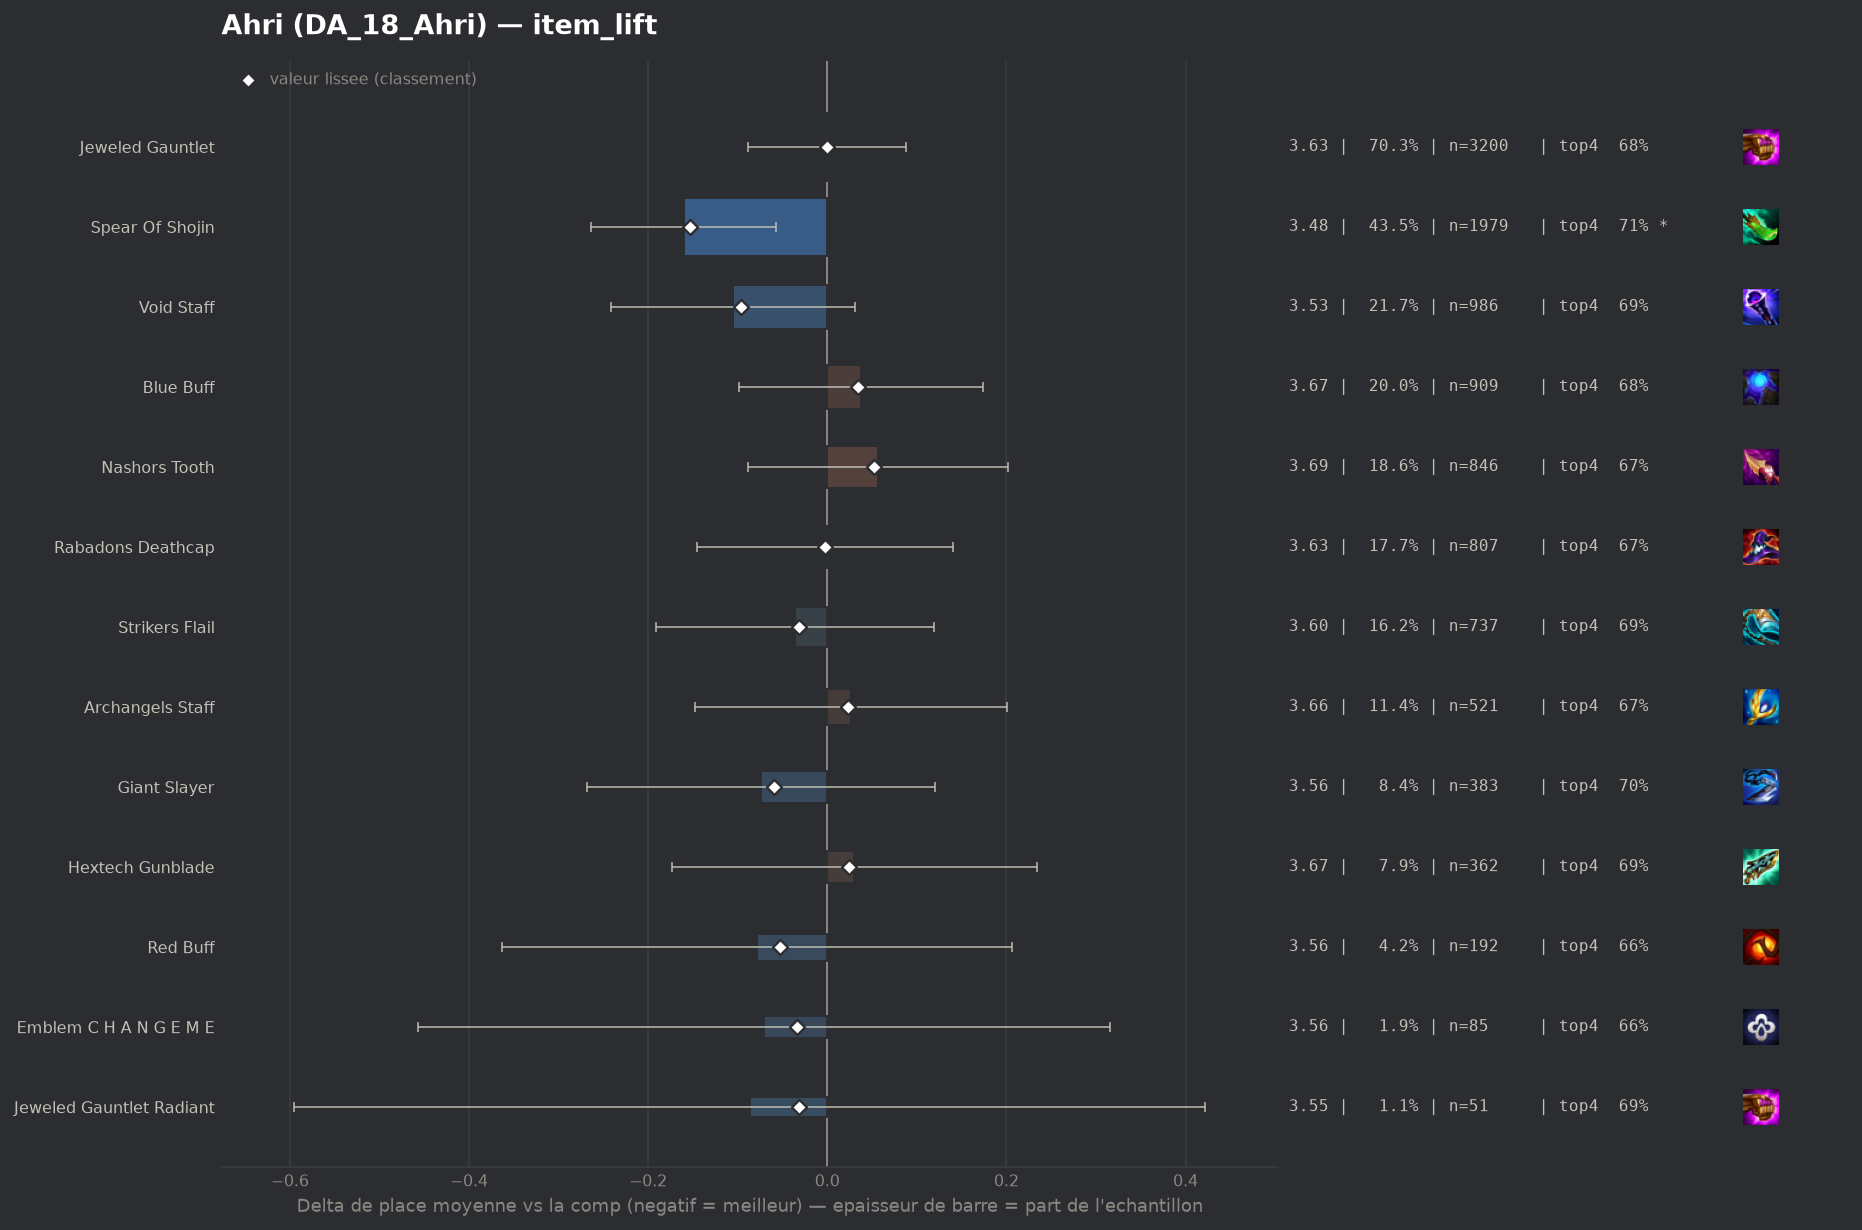 Ahri (DA_18_Ahri) — item_lift
valeur lissee (classement)
Jeweled Gauntlet 3.63 | 70.3% | n=3200 | top4 68%
Spear Of Shojin 3.48 | 43.5% | n=1979 | top4 71% *
Void Staff 3.53 | 21.7% | n=986 | top4 69%
Blue Buff 3.67 | 20.0% | n=909 | top4 68%
Nashors Tooth 3.69 | 18.6% | n=846 | top4 67%
Rabadons Deathcap 3.63 | 17.7% | n=807 | top4 67%
Strikers Flail 3.60 | 16.2% | n=737 | top4 69%
Archangels Staff 3.66 | 11.4% | n=521 | top4 67%
Giant Slayer 3.56 | 8.4% | n=383 | top4 70%
Hextech Gunblade 3.67 | 7.9% | n=362 | top4 69%
Red Buff 3.56 | 4.2% | n=192 | top4 66%
Emblem C H A N G E M E 3.56 | 1.9% | n=85 | top4 66%
Jeweled Gauntlet Radiant 3.55 | 1.1% | n=51 | top4 69%
−0.6 −0.4 −0.2 0.0 0.2 0.4
Delta de place moyenne vs la comp (negatif = meilleur) — epaisseur de barre = part de l'echantillon